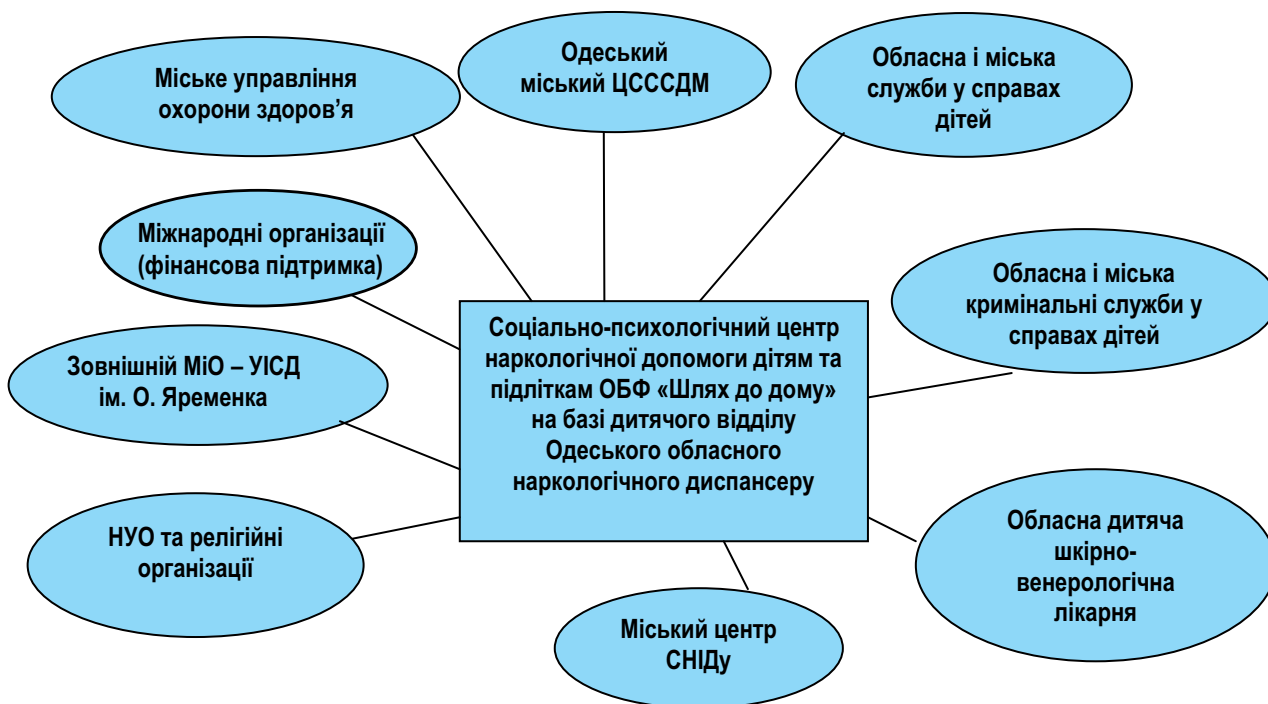 Міське управління
охорони здоров’я
Одеський
міський ЦСССДМ
Обласна і міська
служби у справах
дітей
Міжнародні організації
(фінансова підтримка)
Обласна і міська
кримінальні служби у
справах дітей
Зовнішній МіО – УІСД
ім. О. Яременка
Соціально-психологічний центр
наркологічної допомоги дітям та
підліткам ОБФ «Шлях до дому»
на базі дитячого відділу
Одеського обласного
наркологічного диспансеру
НУО та релігійні
організації
Обласна дитяча
шкірно-
венерологічна
лікарня
Міський центр
СНІДу